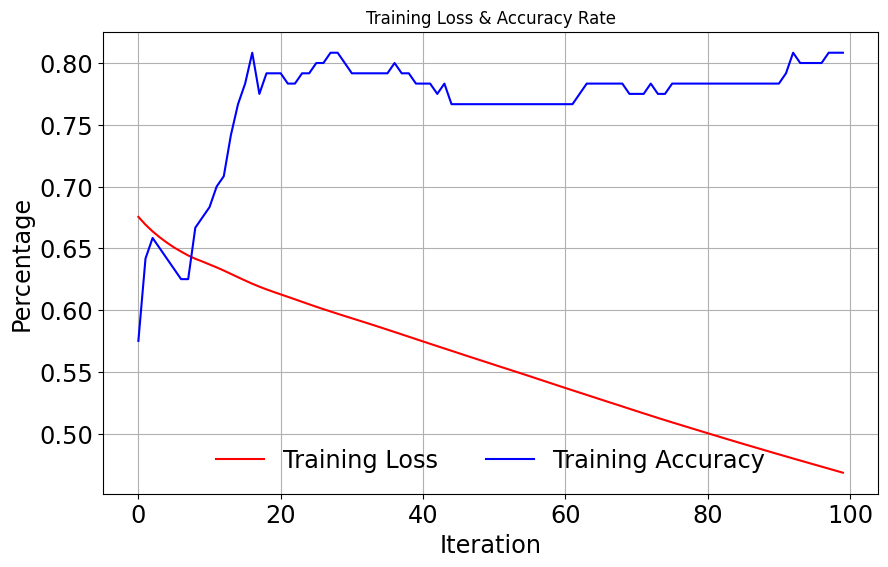 Training Loss & Accuracy Rate
0.80
0.75
0.70
0.65
0.60
0.55
0.50
Percentage
Training Loss
Training Accuracy
0 20 40 60 80 100
Iteration